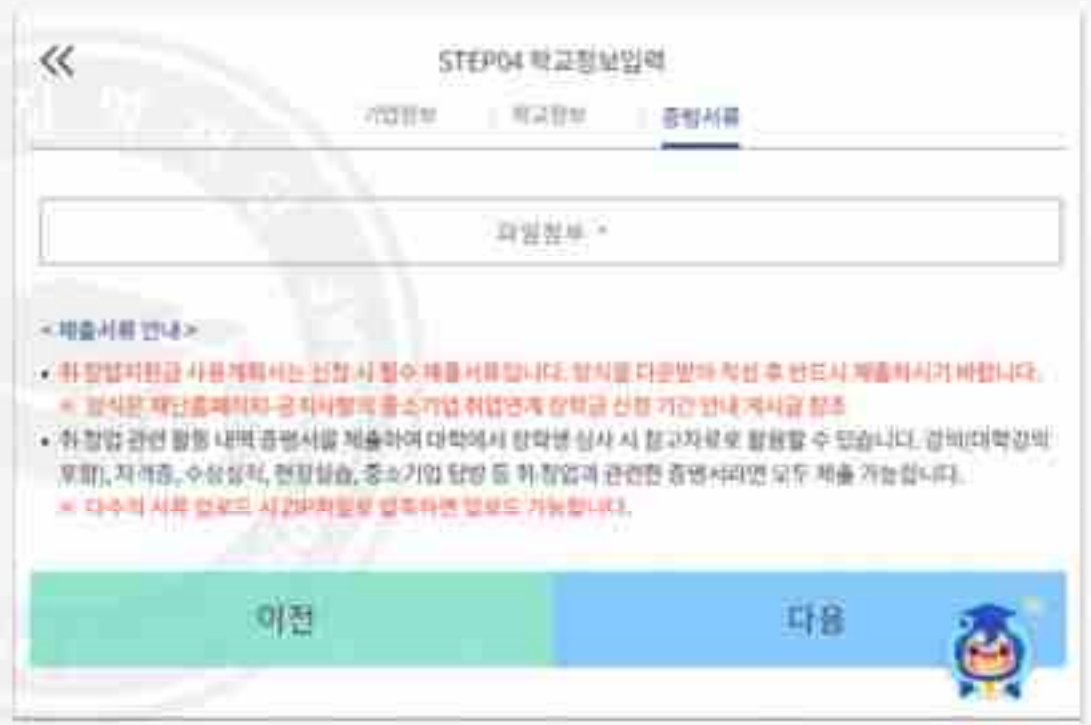 STEP04 학교정보입력
기업정보 학교정보 증빙서류
파일첨부 *
< 제출서류 안내 >
• 취·창업지원금 사용계획서는 신청 시 필수 제출서류입니다. 양식을 다운받아 작성 후 반드시 제출하시기 바랍니다.
※ 양식은 재단홈페이지-공지사항의 중소기업 취업연계 장학금 신청 기간 안내 게시글 참조
• 취·창업 관련 활동 내역 증빙서를 제출하여 대학에서 장학생 심사 시 참고자료로 활용할 수 있습니다. 강의(대학강의
포함), 자격증, 수상실적, 현장실습, 중소기업 탐방 등 취·창업과 관련한 증빙서라면 모두 제출 가능합니다.
※ 다수의 서류 업로드 시 ZIP파일로 압축하면 업로드 가능합니다.
이전 다음